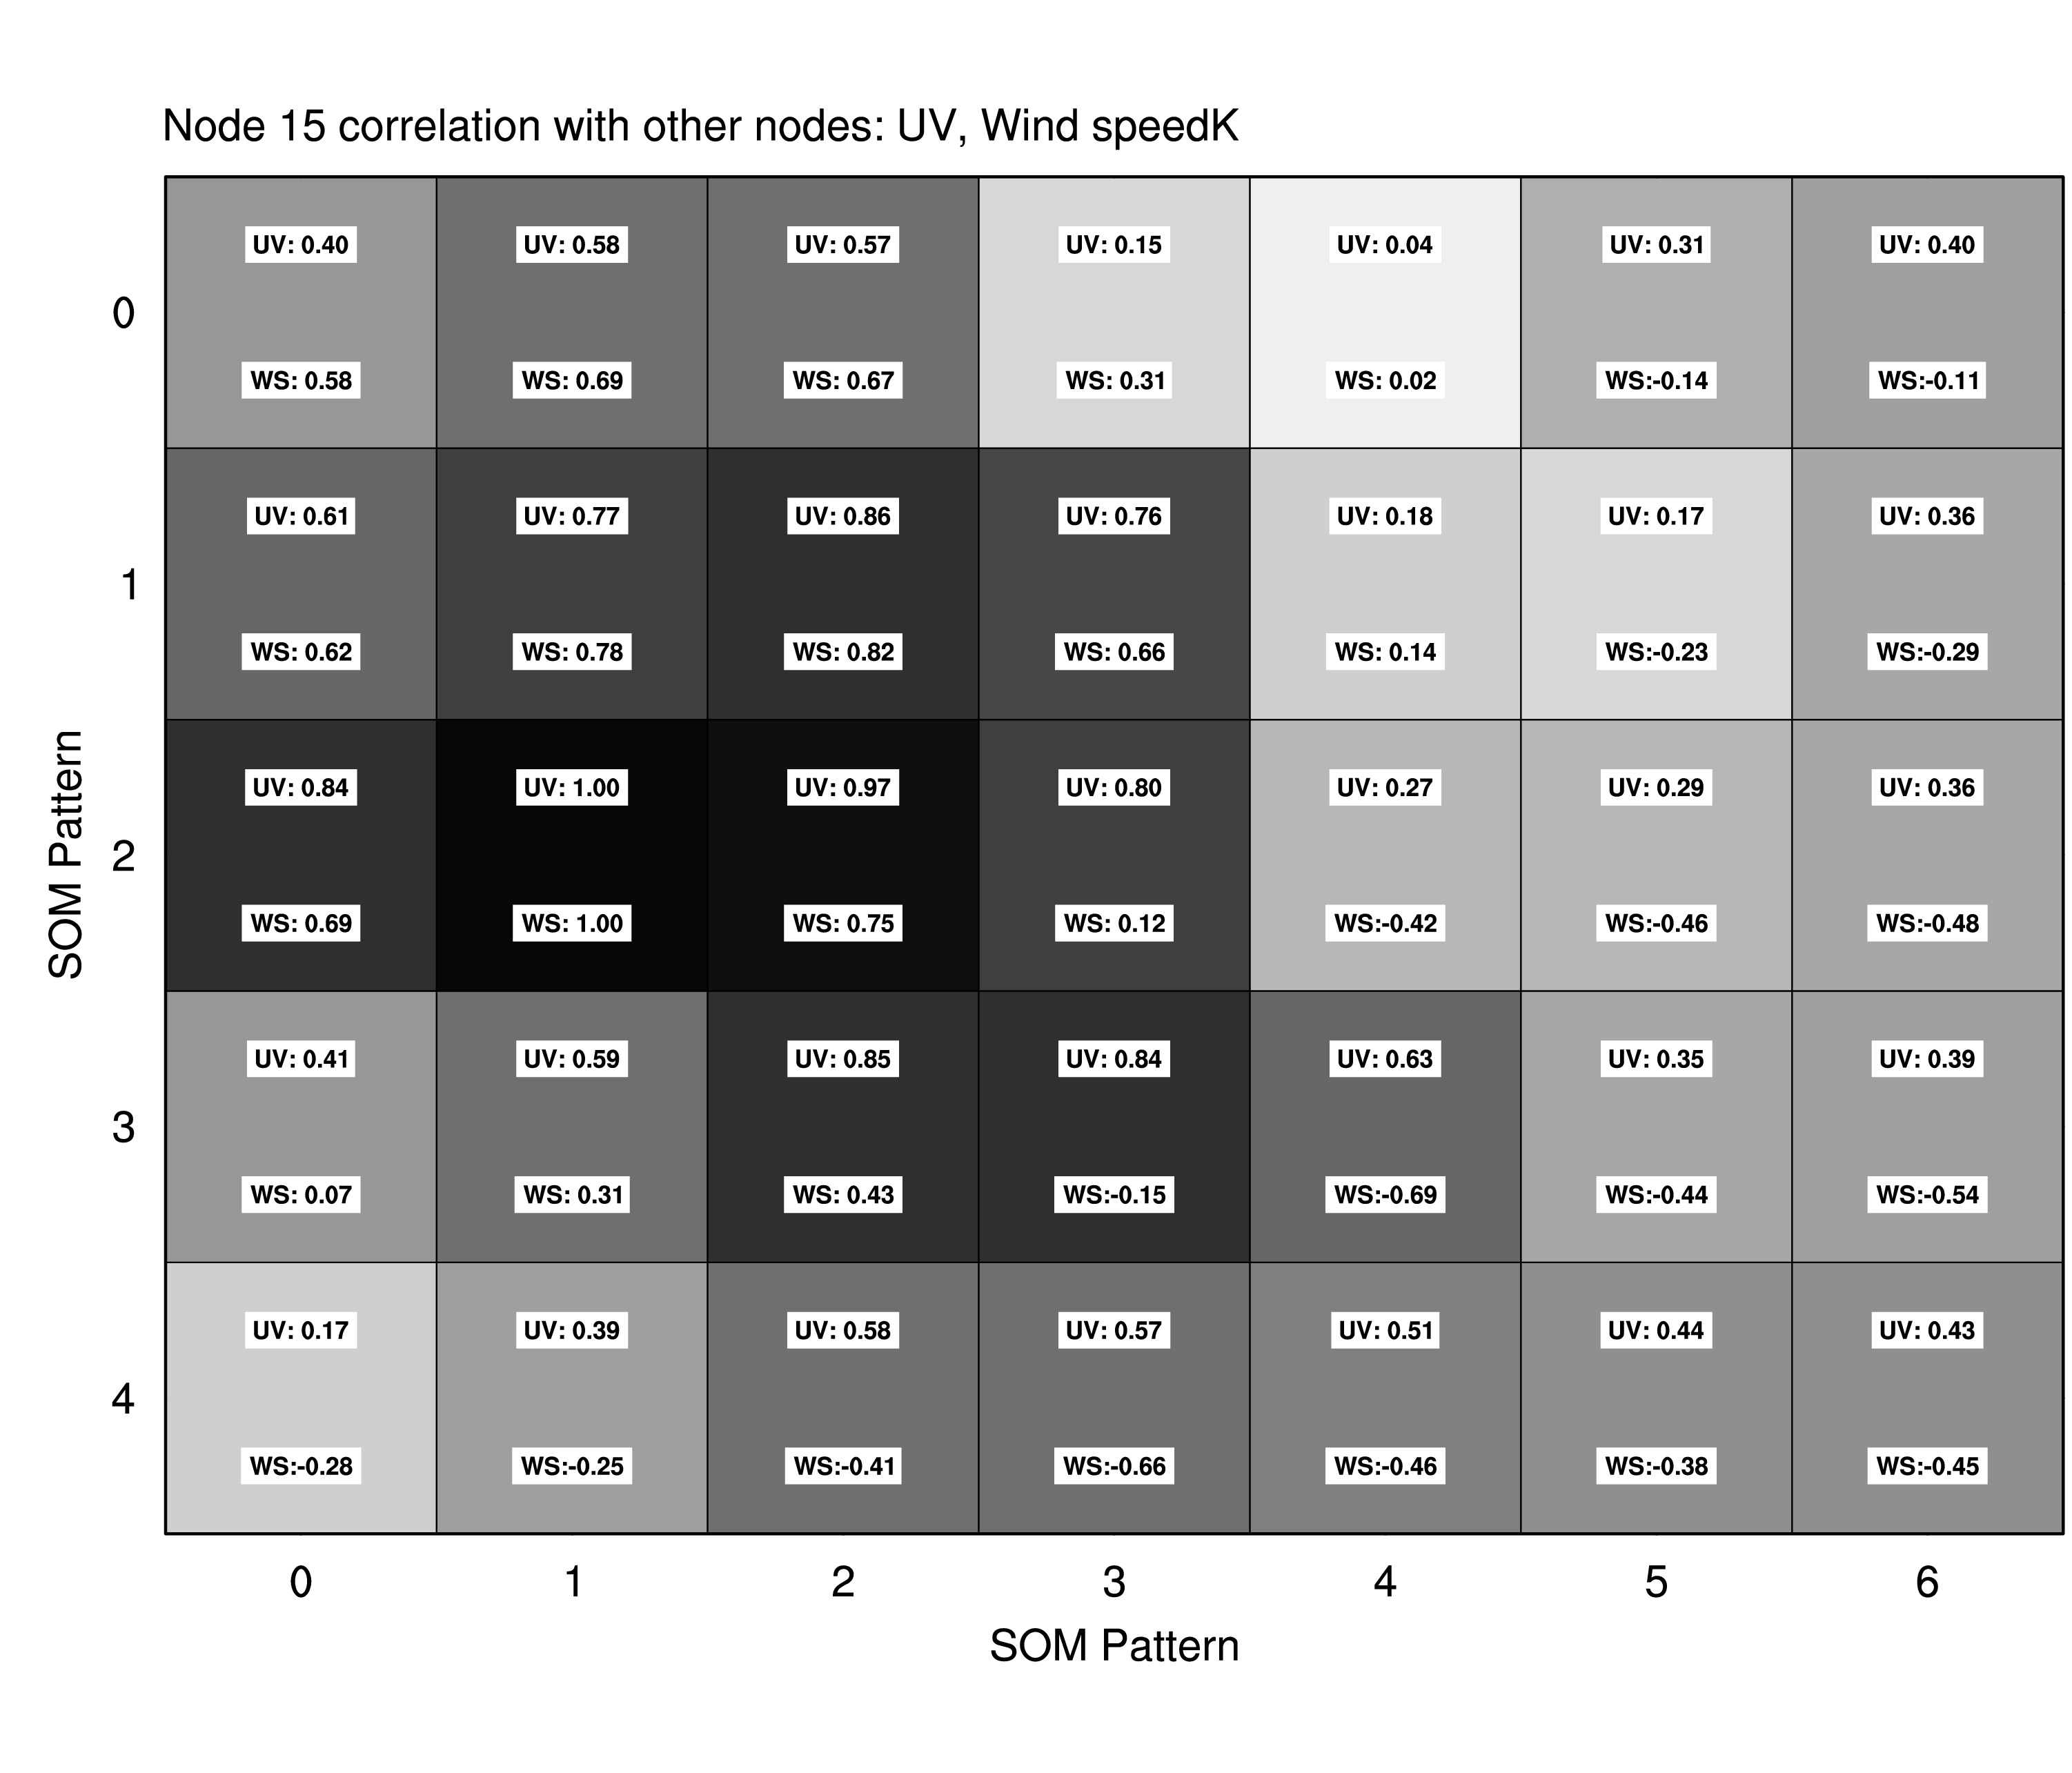 Node 15 correlation with other nodes: UV, Wind speedK
UV: 0.40 UV: 0.58 UV: 0.57 UV: 0.15 UV: 0.04 UV: 0.31 UV: 0.40
0
WS: 0.58 WS: 0.69 WS: 0.67 WS: 0.31 WS: 0.02 WS:-0.14 WS:-0.11
UV: 0.61 UV: 0.77 UV: 0.86 UV: 0.76 UV: 0.18 UV: 0.17 UV: 0.36
1
WS: 0.62 WS: 0.78 WS: 0.82 WS: 0.66 WS: 0.14 WS:-0.23 WS:-0.29
SOM Pattern
UV: 0.84 UV: 1.00 UV: 0.97 UV: 0.80 UV: 0.27 UV: 0.29 UV: 0.36
2
WS: 0.69 WS: 1.00 WS: 0.75 WS: 0.12 WS:-0.42 WS:-0.46 WS:-0.48
UV: 0.41 UV: 0.59 UV: 0.85 UV: 0.84 UV: 0.63 UV: 0.35 UV: 0.39
3
WS: 0.07 WS: 0.31 WS: 0.43 WS:-0.15 WS:-0.69 WS:-0.44 WS:-0.54
UV: 0.17 UV: 0.39 UV: 0.58 UV: 0.57 UV: 0.51 UV: 0.44 UV: 0.43
4
WS:-0.28 WS:-0.25 WS:-0.41 WS:-0.66 WS:-0.46 WS:-0.38 WS:-0.45
0 1 2 3 4 5 6
SOM Pattern